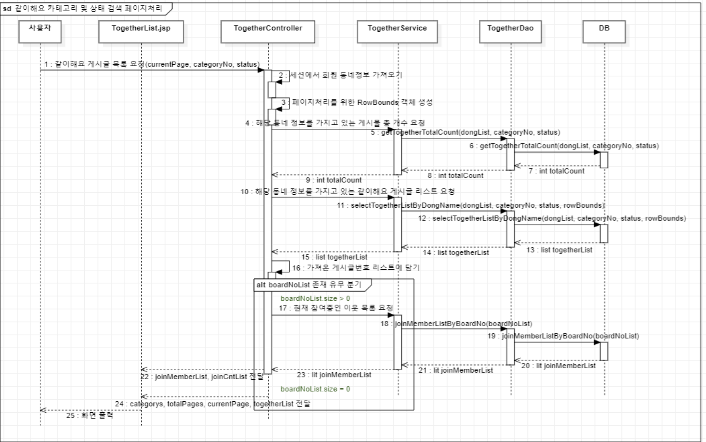 sd 같이해요 카테고리 및 상태 검색 페이지처리
사용자
TogetherList.jsp
TogetherController
TogetherService
TogetherDao
DB
1 : 같이해요 게시글 목록 요청(currentPage, categoryNo, status)
2 : 세션에서 회원 동네정보 가져오기
3 : 페이지처리를 위한 RowBounds 객체 생성
4 : 해당 동네 정보를 가지고 있는 게시물 총 개수 요청
5 : getTogetherTotalCount(dongList, categoryNo, status)
6 : getTogetherTotalCount(dongList, categoryNo, status)
7 : int totalCount
8 : int totalCount
9 : int totalCount
10 : 해당 동네 정보를 가지고 있는 같이해요 게시글 리스트 요청
11 : selectTogetherListByDongName(dongList, categoryNo, status, rowBounds)
12 : selectTogetherListByDongName(dongList, categoryNo, status, rowBounds)
13 : list togetherList
14 : list togetherList
15 : list togetherList
16 : 가져온 게시글번호 리스트에 담기
alt boardNoList 존재 유무 분기
boardNoList.size > 0
17 : 현재 참여중인 이웃 목록 요청
18 : joinMemberListByBoardNo(boardNoList)
19 : joinMemberListByBoardNo(boardNoList)
20 : lit joinMemberList
21 : lit joinMemberList
23 : lit joinMemberList
22 : joinMemberList, joinCntList 전달
boardNoList.size = 0
24 : categorys, totalPages, currentPage, togetherList 전달
25 : 화면 출력